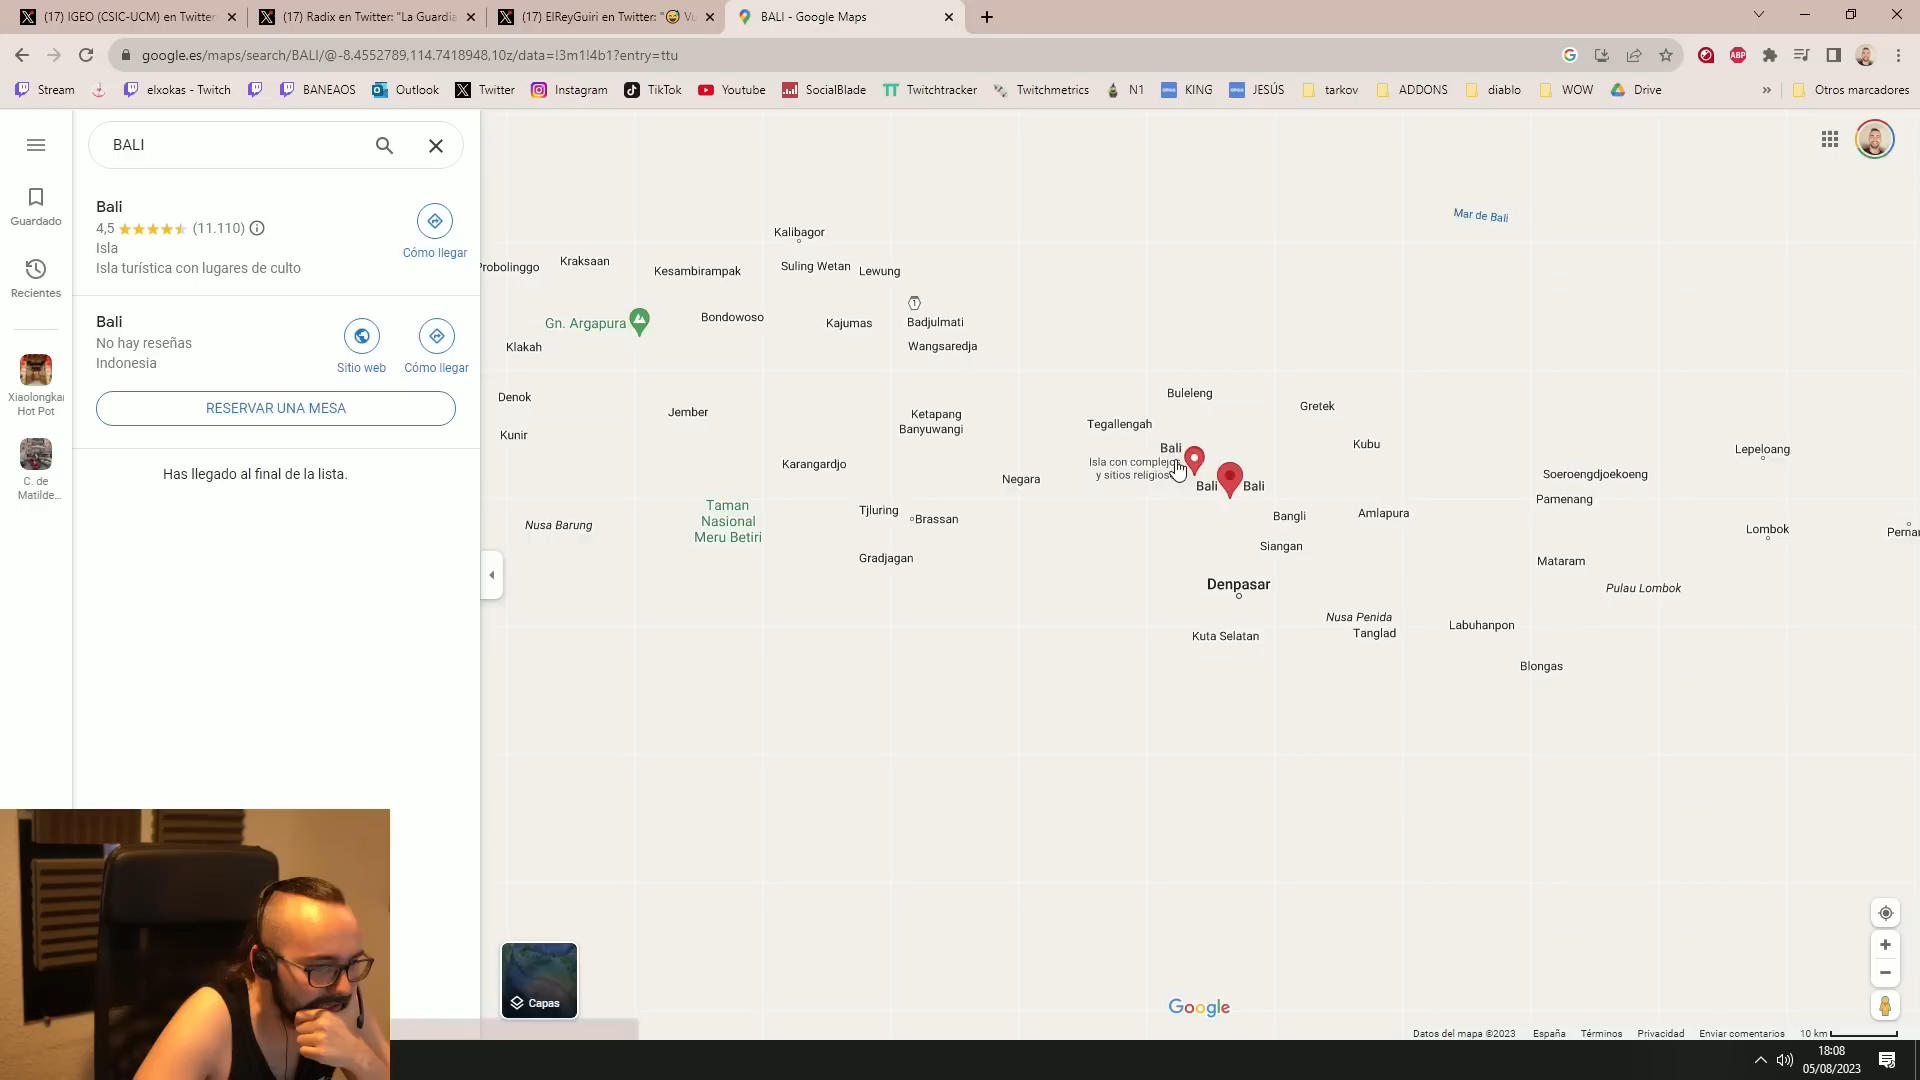 (17) IGEO (CSIC-UCM) en Twitter
(17) Radix en Twitter: "La Guardia
(17) ElReyGuiri en Twitter: "😅 Vu
BALI - Google Maps
google.es/maps/search/BALI/@-8.4552789,114.7418948,10z/data=!3m1!4b1?entry=ttu
ABP
Stream
elxokas - Twitch
BANEAOS
Outlook
Twitter
Instagram
TikTok
Youtube
SocialBlade
Twitchtracker
Twitchmetrics
N1
KING
JESÚS
tarkov
ADDONS
diablo
WOW
Drive
»
Otros marcadores
BALI
Guardado
Recientes
Xiaolongka
Hot Pot
C. de
Matilde...
Bali
4,5 (11.110)
Isla
Isla turística con lugares de culto
Cómo llegar
Bali
No hay reseñas
Indonesia
Sitio web
Cómo llegar
RESERVAR UNA MESA
Has llegado al final de la lista.
Mar de Bali
Kalibagor
Probolinggo
Kraksaan
Kesambirampak
Suling Wetan
Lewung
1
Gn. Argapura
Bondowoso
Kajumas
Badjulmati
Klakah
Wangsaredja
Denok
Jember
Ketapang
Banyuwangi
Kunir
Buleleng
Gretek
Tegallengah
Kubu
Bali
Isla con complejos
y sitios religios
Karangardjo
Negara
Bali
Bali
Lepeloang
Soeroengdjoekoeng
Pamenang
Taman
Nasional
Meru Betiri
Nusa Barung
Tjluring
Brassan
Bangli
Amlapura
Lombok
Pernan
Gradjagan
Siangan
Mataram
Denpasar
Pulau Lombok
Nusa Penida
Tanglad
Labuhanpon
Kuta Selatan
Blongas
Capas
Google
Datos del mapa ©2023
España
Términos
Privacidad
Enviar comentarios
10 km
18:08
05/08/2023